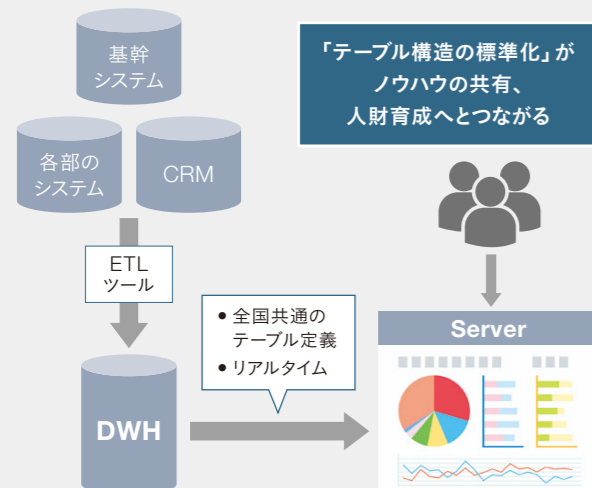 基幹
システム
「テーブル構造の標準化」が
ノウハウの共有、
人財育成へとつながる
各部の
システム
CRM
ETL
ツール
• 全国共通の
テーブル定義
• リアルタイム
Server
DWH